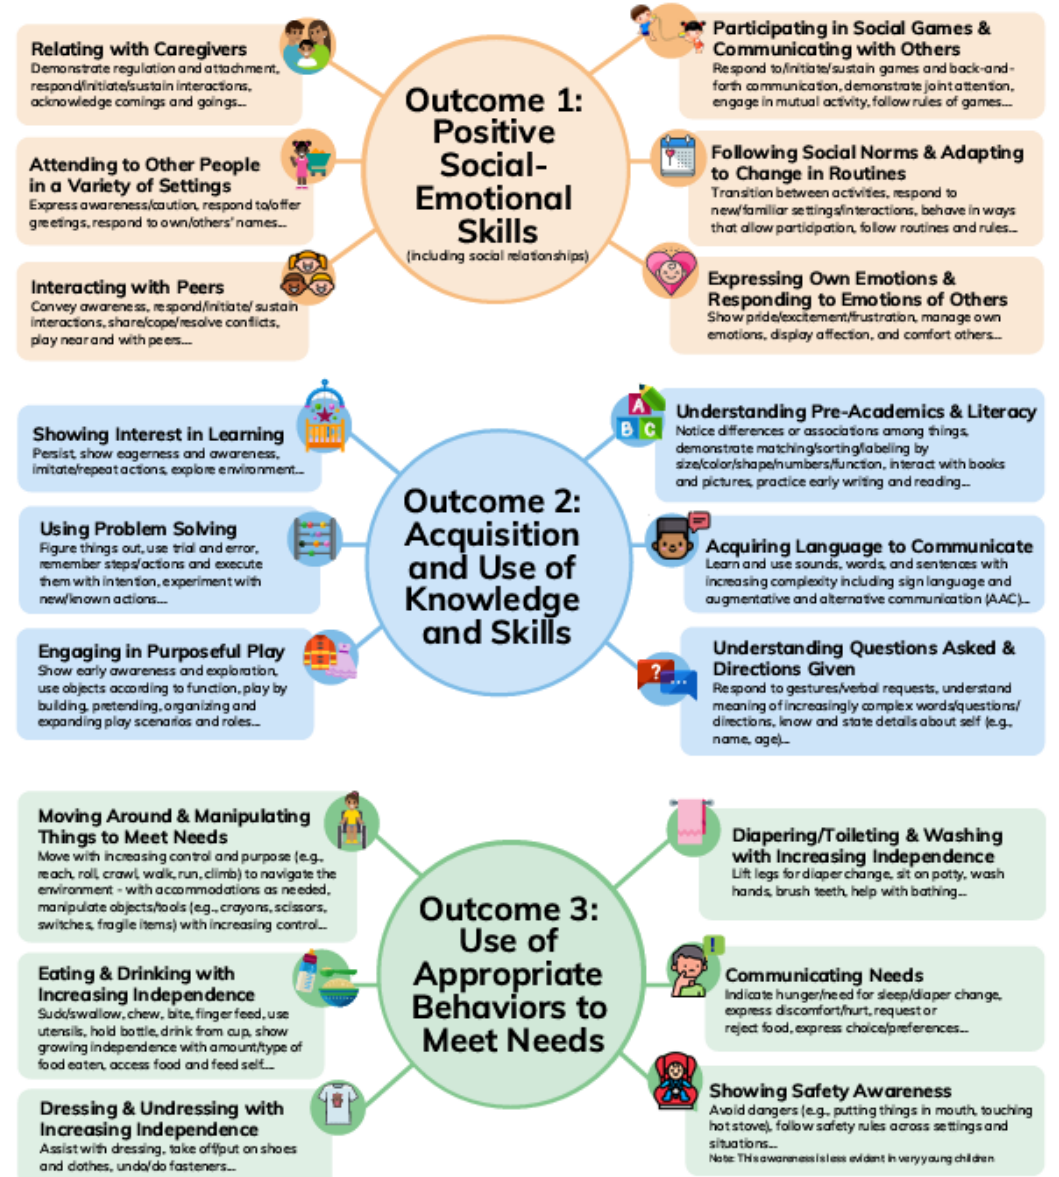 Relating with Caregivers
Demonstrate regulation and attachment,
respond/initiate/sustain interactions,
acknowledge comings and goings...
Attending to Other People
in a Variety of Settings
Express awareness/caution, respond to/offer
greetings, respond to own/others' names...
Interacting with Peers
Convey awareness, respond/initiate/ sustain
interactions, share/cope/resolve conflicts,
play near and with peers....
Outcome 1:
Positive
Social-
Emotional
Skills
(including social relationships)
Participating in Social Games &
Communicating with Others
Respond to/initiate/sustain games and back-and-
forth communication, demonstrate joint attention,
engage in mutual activity, follow rules of games....
Following Social Norms & Adapting
to Change in Routines
Transition between activities, respond to
new/familiar settings/interactions, behave in ways
that allow participation, follow routines and rules...
Expressing Own Emotions &
Responding to Emotions of Others
Show pride/excitement/frustration, manage own
emotions, display affection, and comfort others...
Showing Interest in Learning
Persist, show eagerness and awareness,
imitate/repeat actions, explore environment...
Using Problem Solving
Figure things out, use trial and error,
remember steps/actions and execute
them with intention, experiment with
new/known actions....
Engaging in Purposeful Play
Show early awareness and exploration,
use objects according to function, play by
building, pretending, organizing and
expanding play scenarios and roles...
Outcome 2:
Acquisition
and Use of
Knowledge
and Skills
A
B C
Understanding Pre-Academics & Literacy
Notice differences or associations among things,
demonstrate matching/sorting/labeling by
size/color/shape/numbers/function, interact with books
and pictures, practice early writing and reading...
Acquiring Language to Communicate
Learn and use sounds, words, and sentences with
increasing complexity including sign language and
augmentative and alternative communication (AAC)...
?
Understanding Questions Asked &
Directions Given
Respond to gestures/verbal requests, understand
meaning of increasingly complex words/questions/
directions, know and state details about self (e.g.,
name, age)...
Moving Around & Manipulating
Things to Meet Needs
Move with increasing control and purpose (e.g.,
reach, roll, crawl, walk, run, climb) to navigate the
environment - with accommodations as needed,
manipulate objects/tools (e.g., crayons, scissors,
switches, fragile items) with increasing control...
Eating & Drinking with
Increasing Independence
Suck/swallow, chew, bite, finger feed, use
utensils, hold bottle, drink from cup, show
growing independence with amount/type of
food eaten, access food and feed self....
Dressing & Undressing with
Increasing Independence
Assist with dressing, take off/put on shoes
and clothes, undo/do fasteners...
Outcome 3:
Use of
Appropriate
Behaviors to
Meet Needs
Diapering/Toileting & Washing
with Increasing Independence
Lift legs for diaper change, sit on potty, wash
hands, brush teeth, help with bathing...
!
Communicating Needs
Indicate hunger/need for sleep/diaper change,
express discomfort/hurt, request or
reject food, express choice/preferences...
Showing Safety Awareness
Avoid dangers (e.g., putting things in mouth, touching
hot stove), follow safety rules across settings and
situations...
Note: This awareness is less evident in very young children